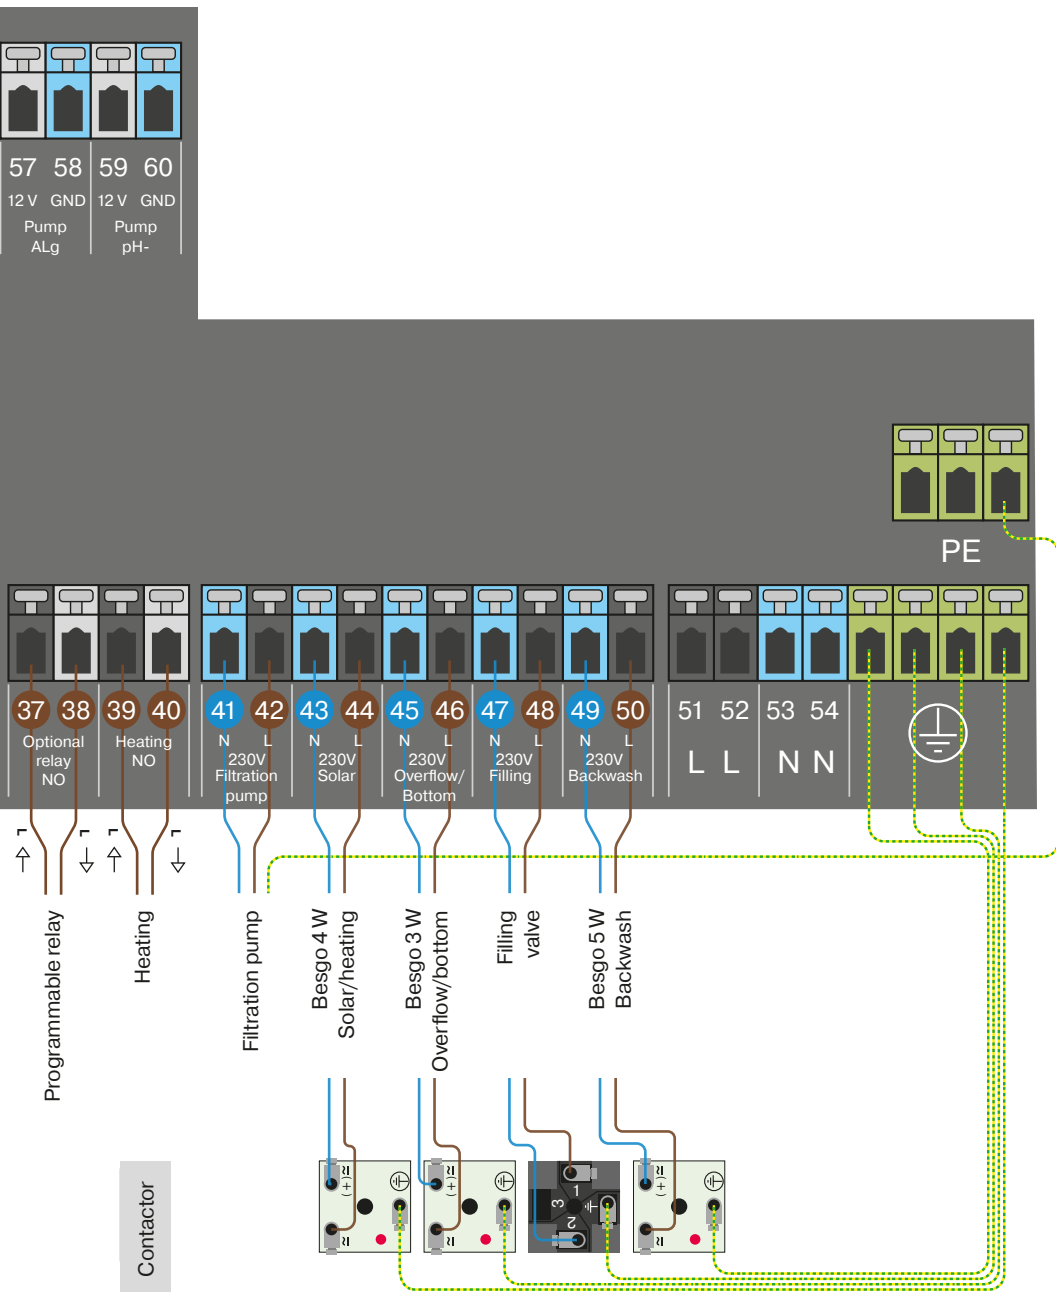 57 58 59 60
12 V GND 12 V GND
Pump Pump
ALg pH-
PE
37 38 39 40 41 42 43 44 45 46 47 48 49 50 51 52 53 54
Optional
relay
NO
Heating
NO
N L
230V
Filtration
pump
N L
230V
Solar
N L
230V
Overflow/
Bottom
N L
230V
Filling
N L
230V
Backwash
L L
N N
L L L L
Programmable relay
Heating
Filtration pump
Besgo 4 W
Solar/heating
Besgo 3 W
Overflow/bottom
Filling
valve
Besgo 5 W
Backwash
≈(+)
≈
≈(+)
≈
1
3
2
≈(+)
≈
Contactor